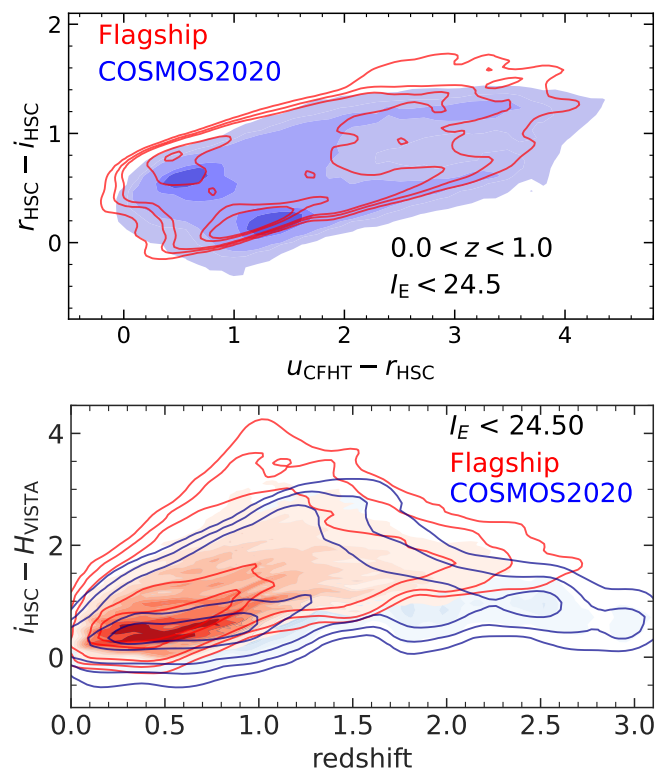 Flagship
COSMOS2020
0.0 < z < 1.0
I_E < 24.5
r_HSC − i_HSC
2
1
0
0
1
2
3
4
u_CFHT − r_HSC
I_E < 24.50
Flagship
COSMOS2020
i_HSC − H_VISTA
4
2
0
0.0
0.5
1.0
1.5
2.0
2.5
3.0
redshift